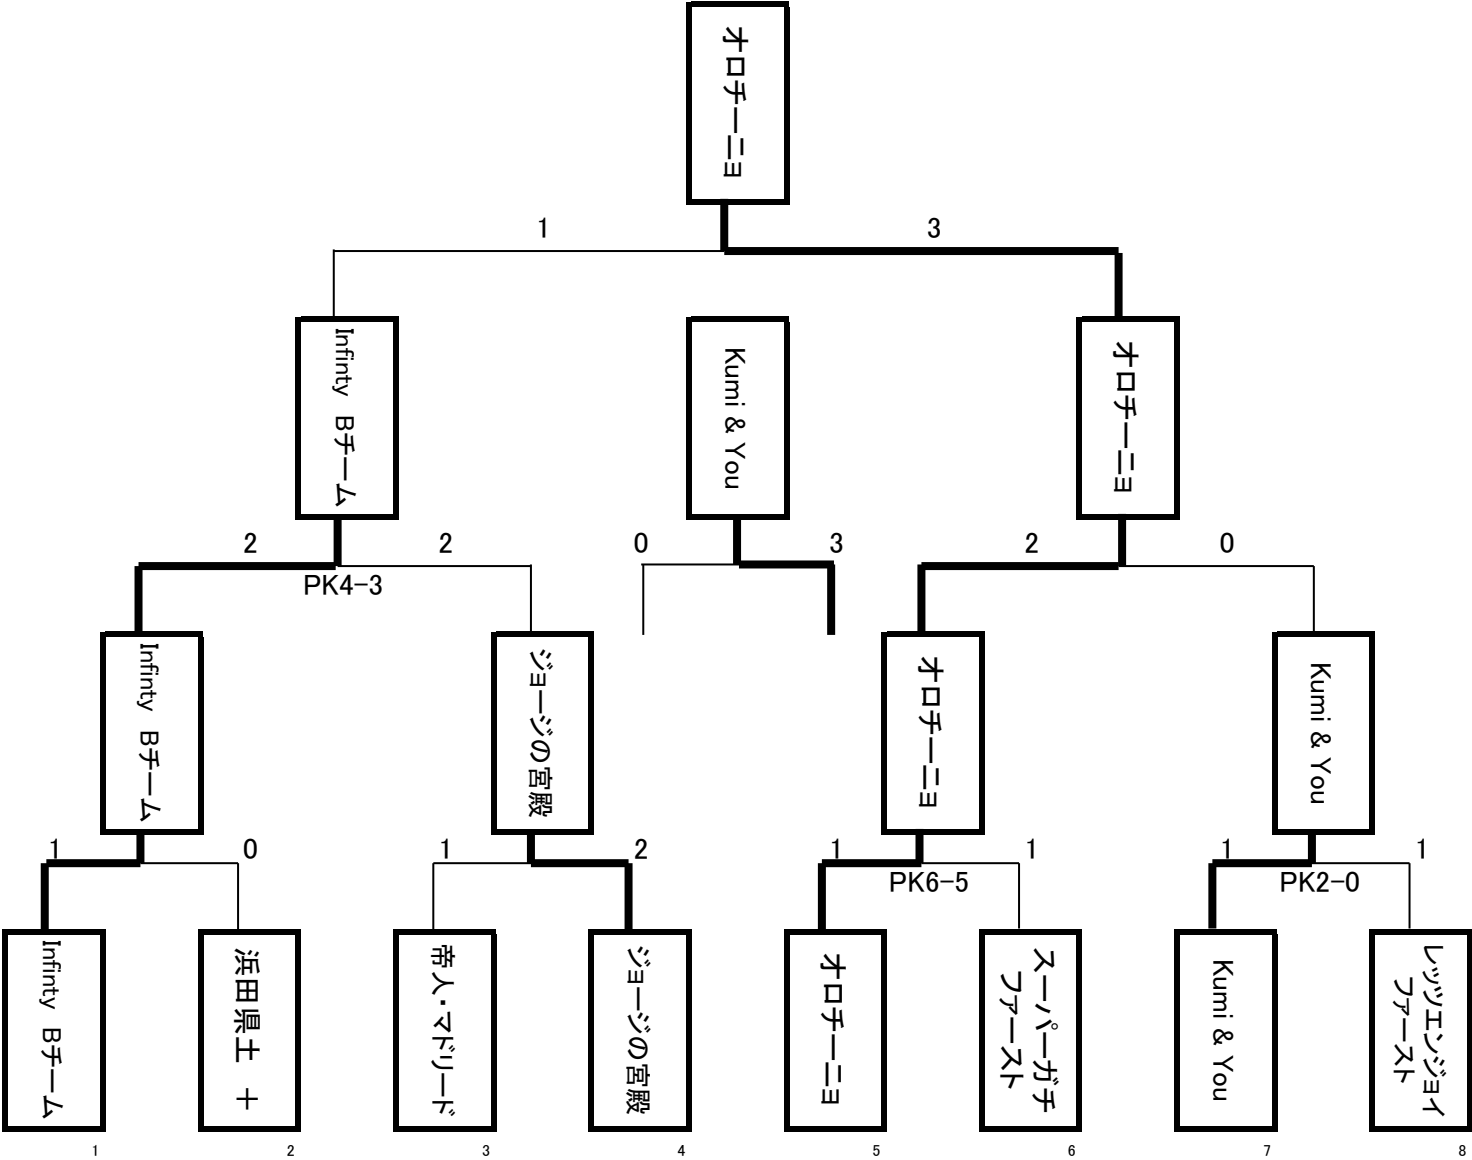 オロチーニョ
1
3
Infinty　Bチーム
Kumi & You
オロチーニョ
2
2
0
3
2
0
PK4-3
Infinty　Bチーム
ジョージの宮殿
オロチーニョ
Kumi & You
1
0
1
2
1
1
1
1
PK6-5
PK2-0
Infinty　Bチーム
浜田県土　＋
帝人・マドリード
ジョージの宮殿
オロチーニョ
スーパーガチ
ファースト
Kumi & You
レッツエンジョイ
ファースト
1
2
3
4
5
6
7
8